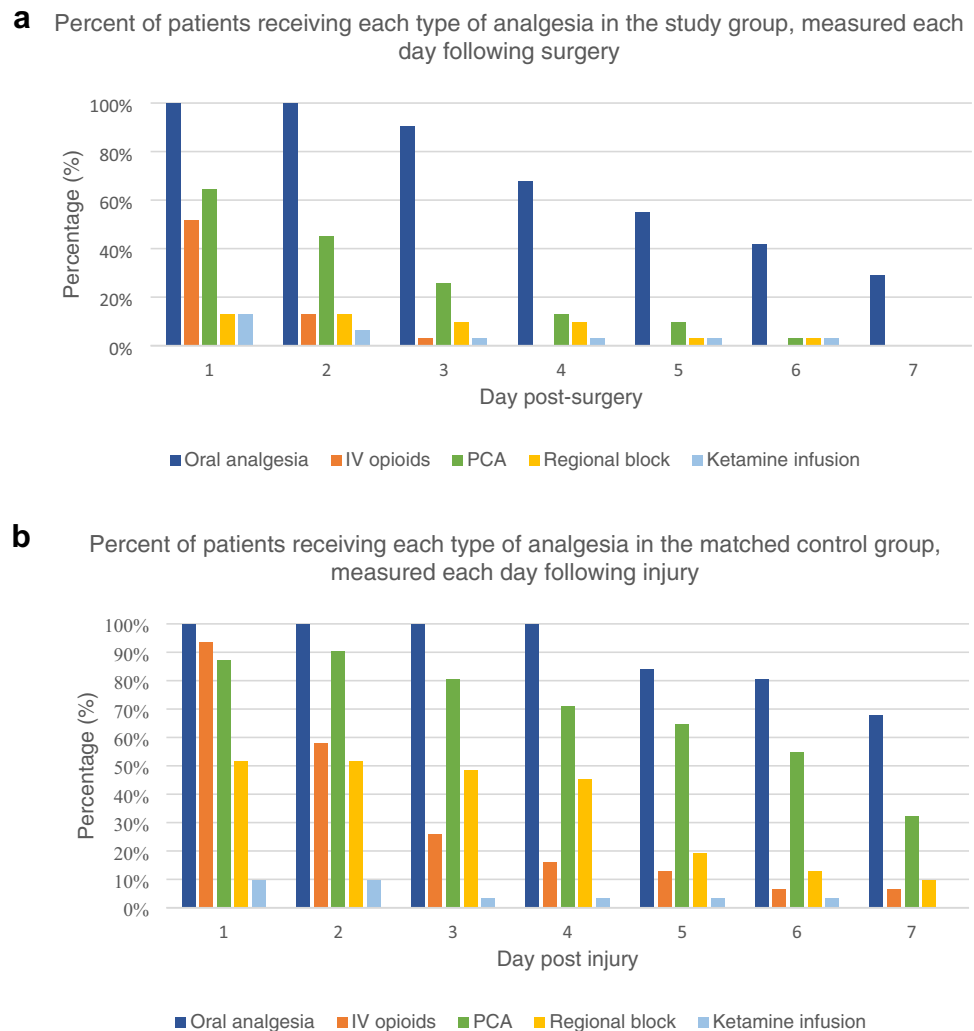 a Percent of patients receiving each type of analgesia in the study group, measured each
day following surgery
100%
80%
60%
40%
20%
0%
Percentage (%)
1 2 3 4 5 6 7
Day post-surgery
Oral analgesia IV opioids PCA Regional block Ketamine infusion
b Percent of patients receiving each type of analgesia in the matched control group,
measured each day following injury
100%
90%
80%
70%
60%
50%
40%
30%
20%
10%
0%
Percentage (%)
1 2 3 4 5 6 7
Day post injury
Oral analgesia IV opioids PCA Regional block Ketamine infusion